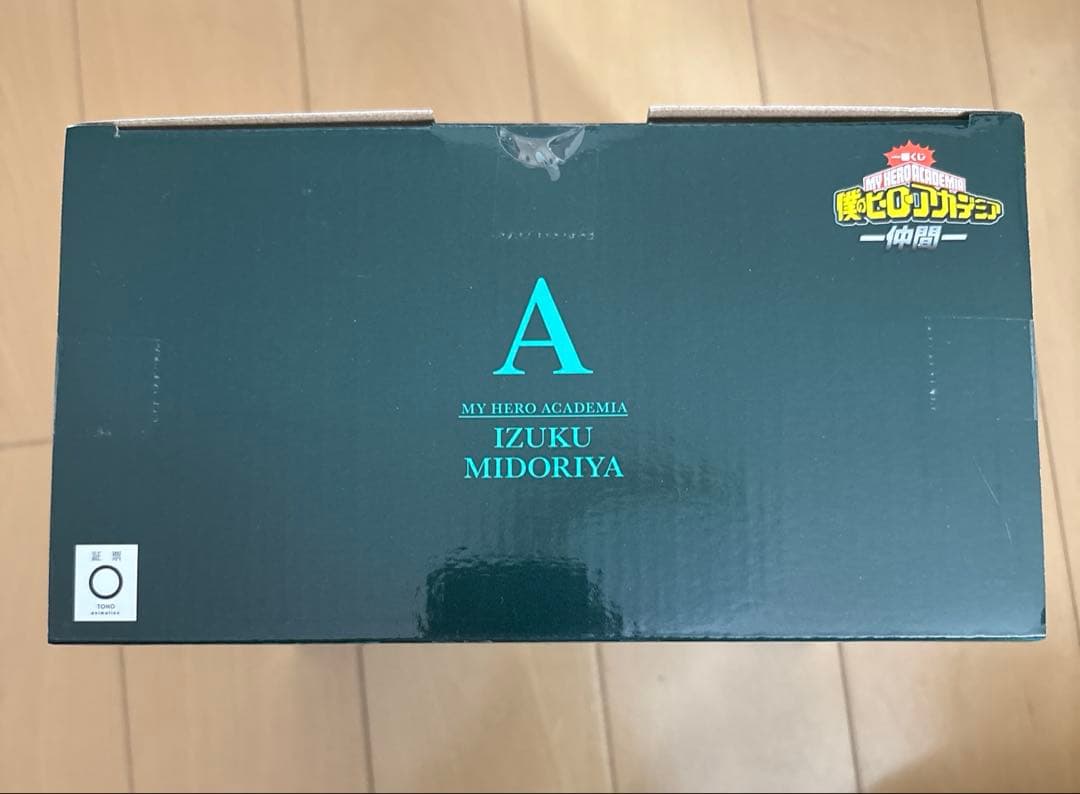 一番くじ
MY HERO ACADEMIA
僕のヒーローアカデミア
―仲間―
A
MY HERO ACADEMIA
IZUKU
MIDORIYA
証 票
TOHO
animation